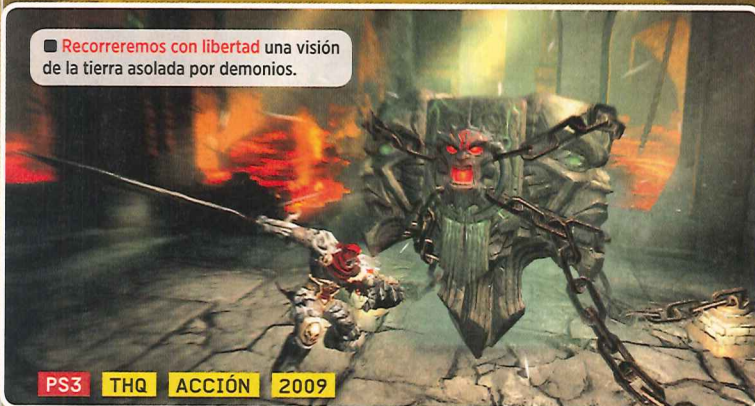 ■ Recorreremos con libertad una visión
de la tierra asolada por demonios.
PS3 THQ ACCIÓN 2009